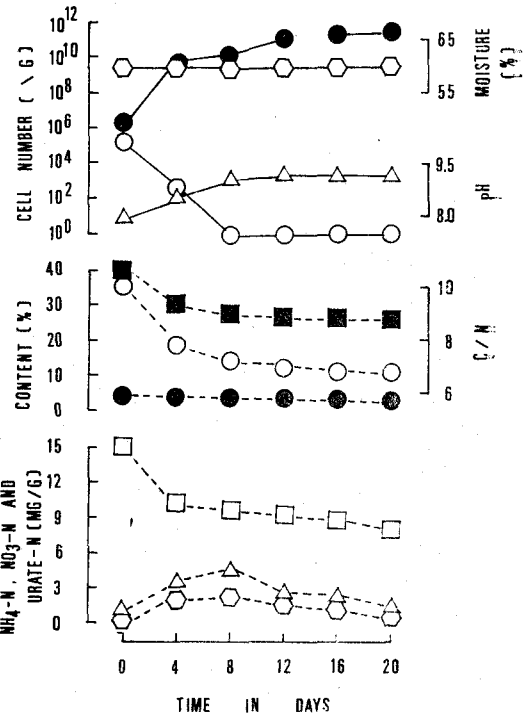 CELL NUMBER ( \ G)
10^12
10^10
10^8
10^6
10^4
10^2
10^0
65
55
MOISTURE
(%)
9.5
8.0
pH
CONTENT (%)
40
30
20
10
0
10
8
6
C/N
NH4-N, NO3-N AND
URATE-N (MG/G)
15
12
9
6
3
0
0 4 8 12 16 20
TIME IN DAYS